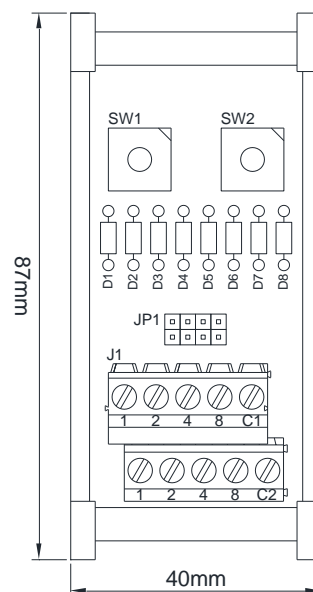 SW1 SW2
D1 D2 D3 D4 D5 D6 D7 D8
JP1
J1
1 2 4 8 C1
1 2 4 8 C2
87mm
40mm